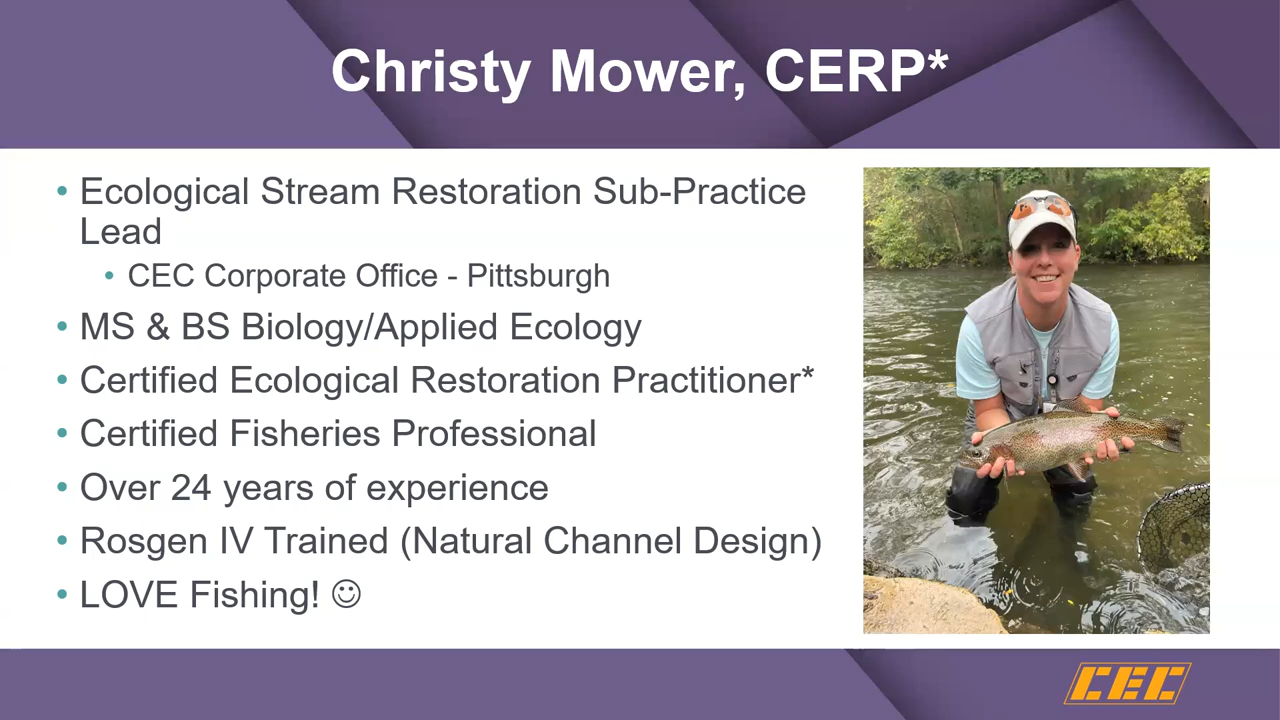 Christy Mower, CERP*
• Ecological Stream Restoration Sub-Practice
Lead
• CEC Corporate Office - Pittsburgh
• MS & BS Biology/Applied Ecology
• Certified Ecological Restoration Practitioner*
• Certified Fisheries Professional
• Over 24 years of experience
• Rosgen IV Trained (Natural Channel Design)
• LOVE Fishing! ☺
CEC